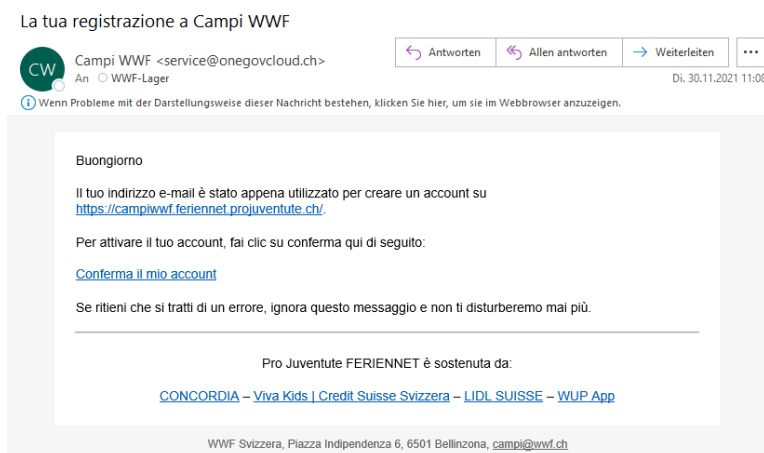 La tua registrazione a Campi WWF
CW
Campi WWF <service@onegovcloud.ch>
An WWF-Lager
Antworten
Allen antworten
Weiterleiten
...
Di. 30.11.2021 11:08
Wenn Probleme mit der Darstellungsweise dieser Nachricht bestehen, klicken Sie hier, um sie im Webbrowser anzuzeigen.
Buongiorno
Il tuo indirizzo e-mail è stato appena utilizzato per creare un account su
https://campiwwf.feriennet.projuventute.ch/.
Per attivare il tuo account, fai clic su conferma qui di seguito:
Conferma il mio account
Se ritieni che si tratti di un errore, ignora questo messaggio e non ti disturberemo mai più.
Pro Juventute FERIENNET è sostenuta da:
CONCORDIA – Viva Kids | Credit Suisse Svizzera – LIDL SUISSE – WUP App
WWF Svizzera, Piazza Indipendenza 6, 6501 Bellinzona, campi@wwf.ch